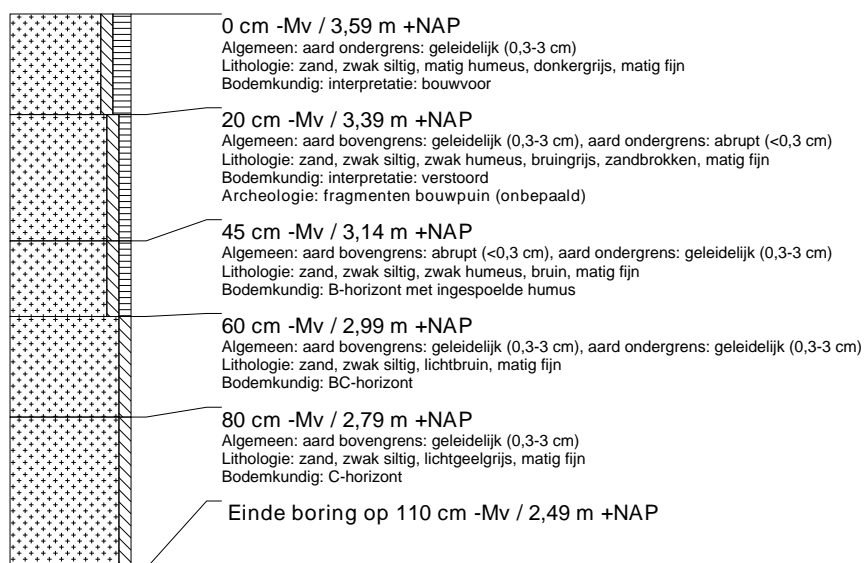 0 cm -Mv / 3,59 m +NAP
Algemeen: aard ondergrens: geleidelijk (0,3-3 cm)
Lithologie: zand, zwak siltig, matig humeus, donkergrijs, matig fijn
Bodemkundig: interpretatie: bouwvoor
20 cm -Mv / 3,39 m +NAP
Algemeen: aard bovengrens: geleidelijk (0,3-3 cm), aard ondergrens: abrupt (<0,3 cm)
Lithologie: zand, zwak siltig, zwak humeus, bruingrijs, zandbrokken, matig fijn
Bodemkundig: interpretatie: verstoord
Archeologie: fragmenten bouwpuin (onbepaald)
45 cm -Mv / 3,14 m +NAP
Algemeen: aard bovengrens: abrupt (<0,3 cm), aard ondergrens: geleidelijk (0,3-3 cm)
Lithologie: zand, zwak siltig, zwak humeus, bruin, matig fijn
Bodemkundig: B-horizont met ingespoelde humus
60 cm -Mv / 2,99 m +NAP
Algemeen: aard bovengrens: geleidelijk (0,3-3 cm), aard ondergrens: geleidelijk (0,3-3 cm)
Lithologie: zand, zwak siltig, lichtbruin, matig fijn
Bodemkundig: BC-horizont
80 cm -Mv / 2,79 m +NAP
Algemeen: aard bovengrens: geleidelijk (0,3-3 cm)
Lithologie: zand, zwak siltig, lichtgeelgrijs, matig fijn
Bodemkundig: C-horizont
Einde boring op 110 cm -Mv / 2,49 m +NAP